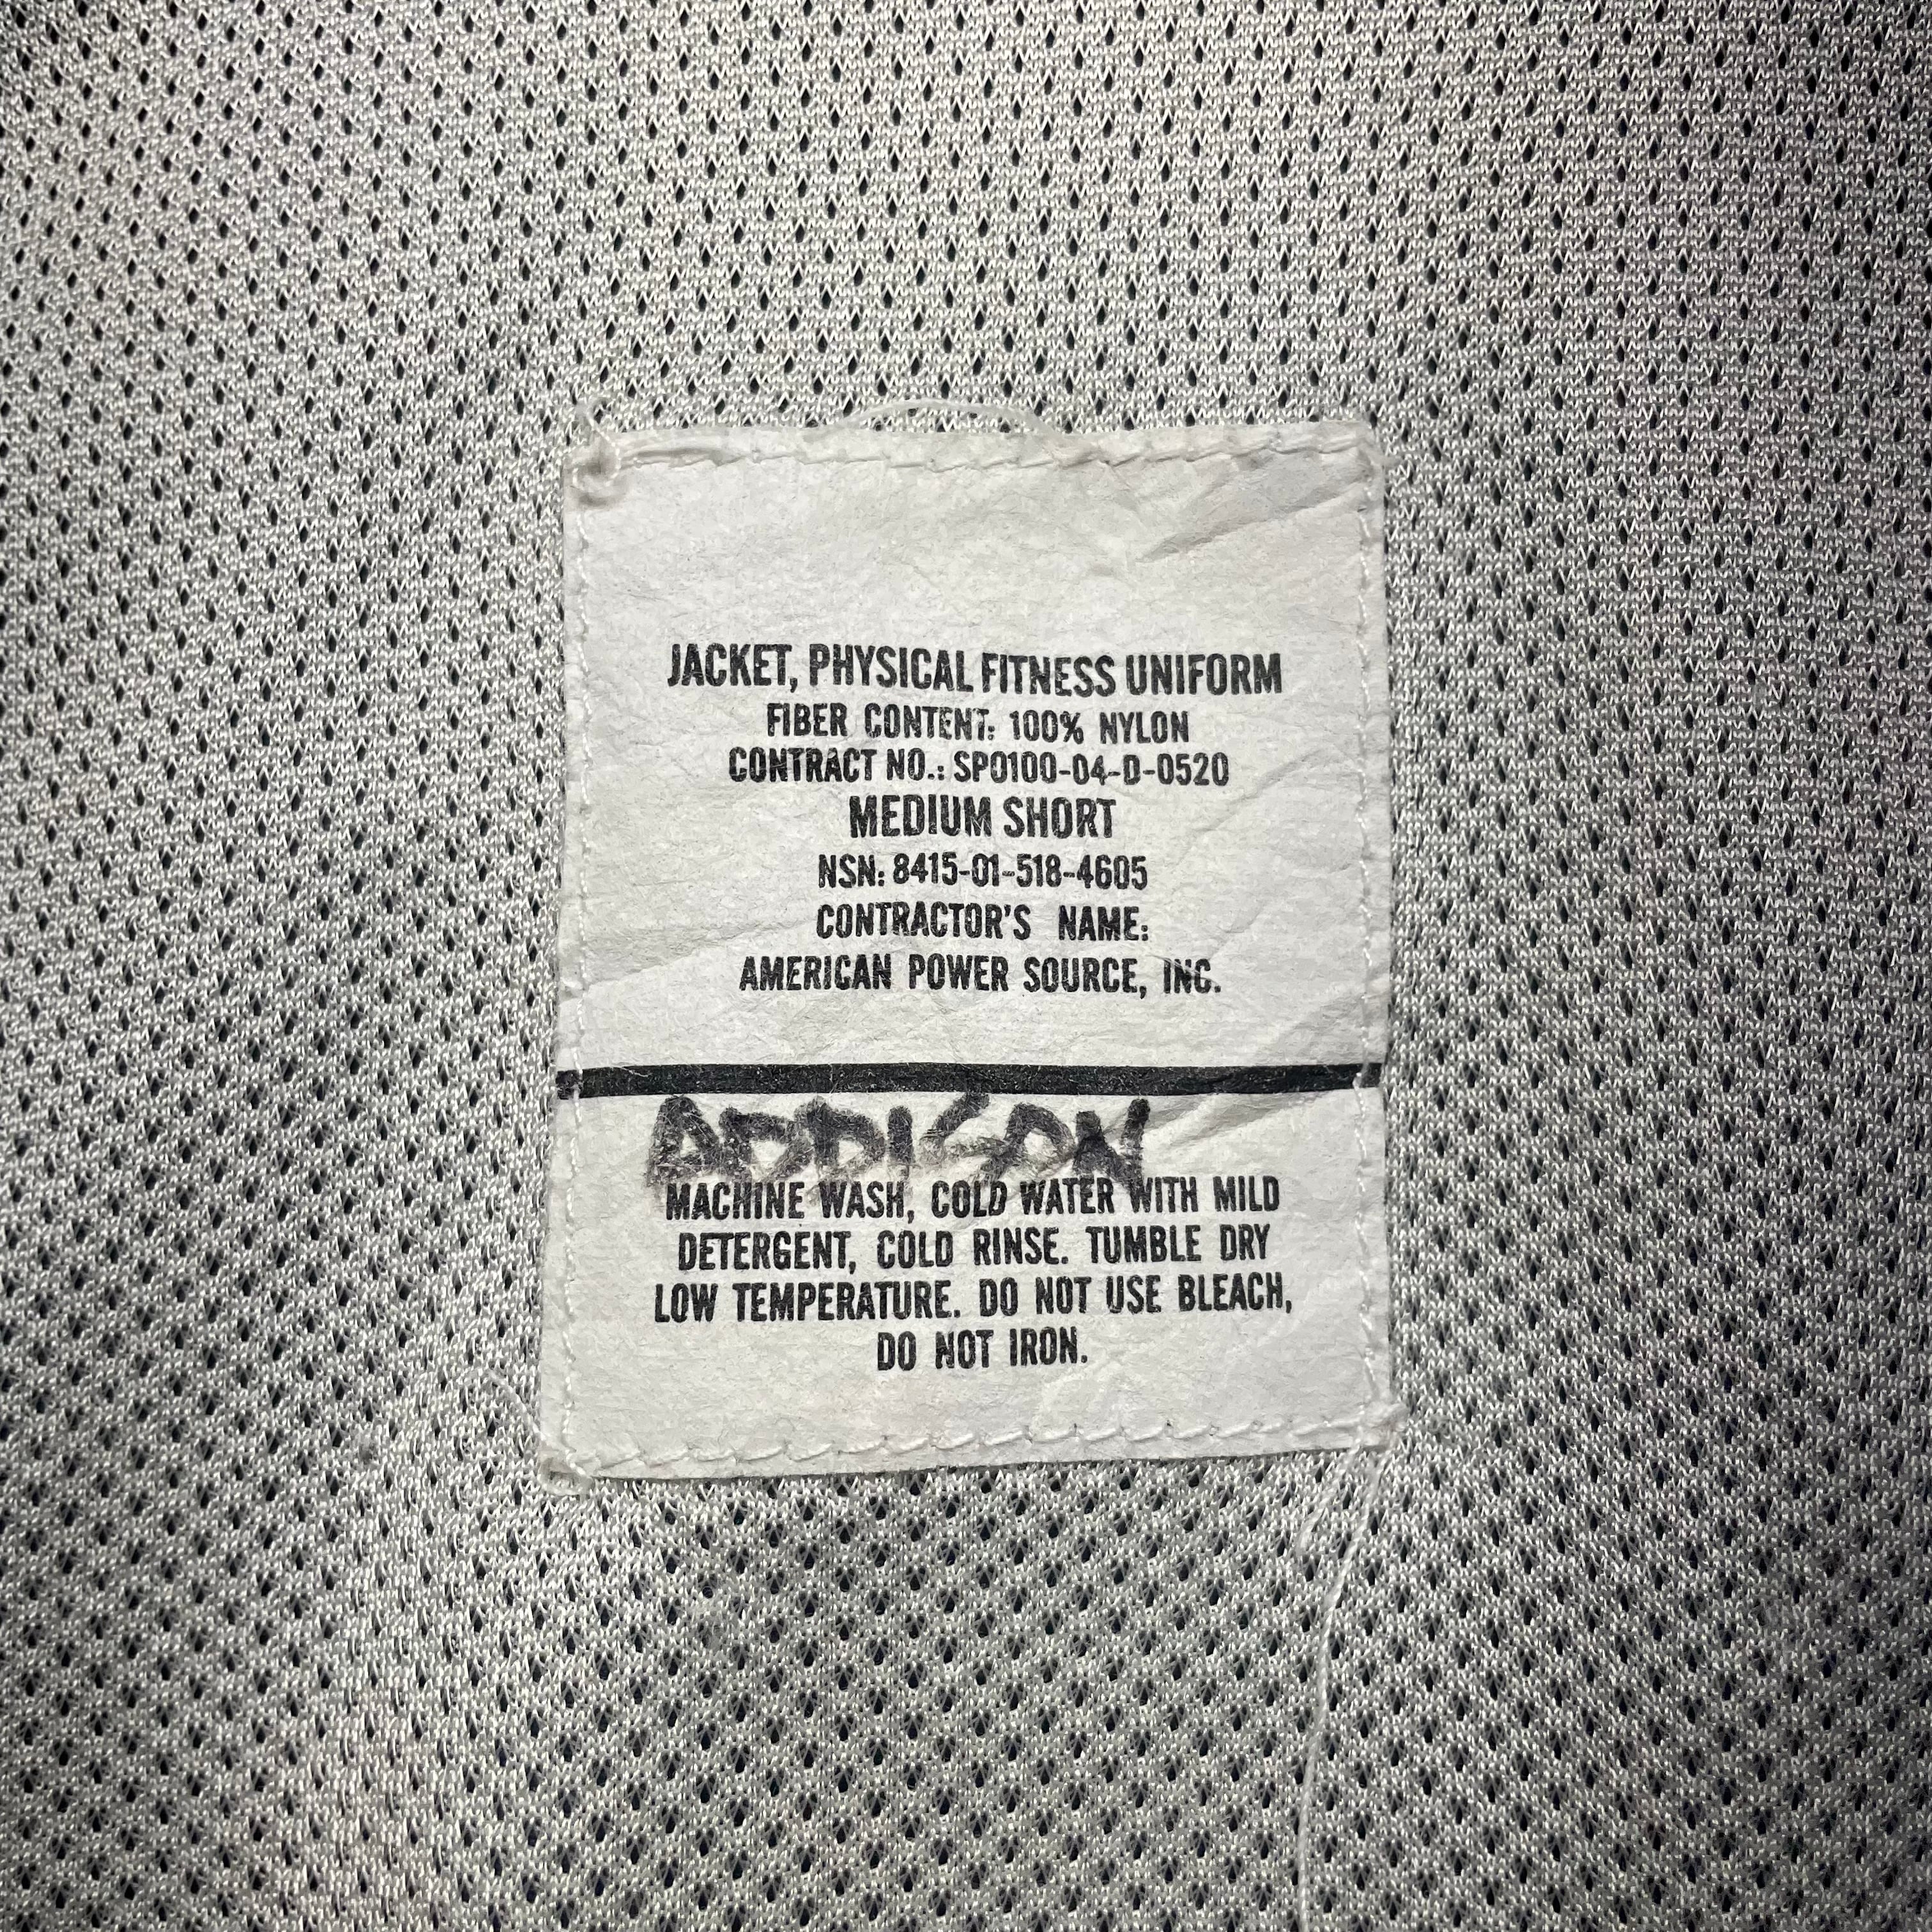 JACKET, PHYSICAL FITNESS UNIFORM
FIBER CONTENT: 100% NYLON
CONTRACT NO.: SP0100-04-D-0520
MEDIUM SHORT
NSN: 8415-01-518-4605
CONTRACTOR'S NAME:
AMERICAN POWER SOURCE, INC.
ADDISON
MACHINE WASH, COLD WATER WITH MILD
DETERGENT, COLD RINSE. TUMBLE DRY
LOW TEMPERATURE. DO NOT USE BLEACH,
DO NOT IRON.